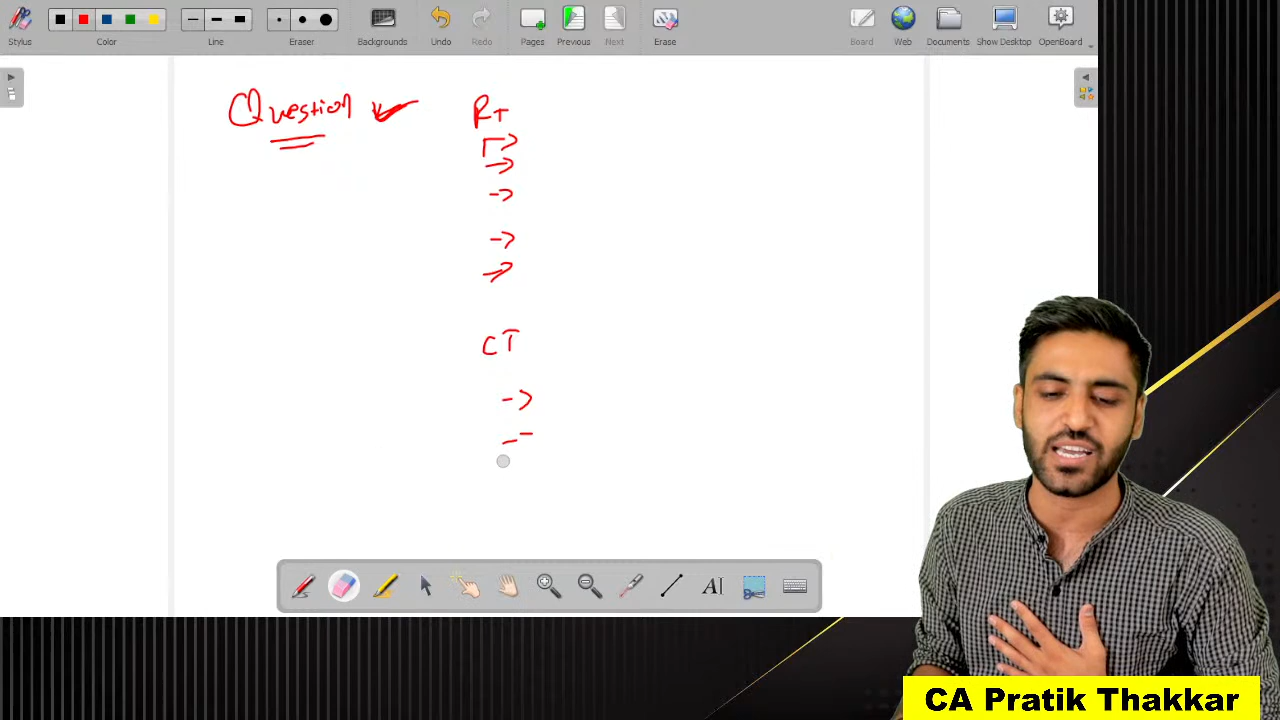 Stylus
Color
Line
Eraser
Backgrounds
Undo
Redo
Pages
Previous
Next
Erase
Board
Web
Documents
Show Desktop
OpenBoard
Question
RT
CT
A
CA Pratik Thakkar